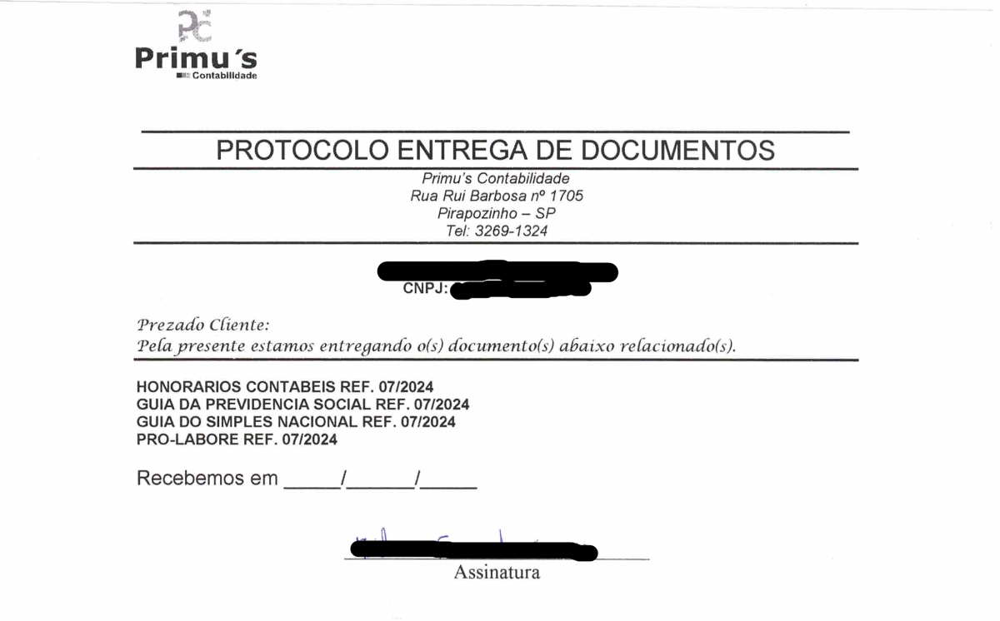 PC
Primu´s
Contabilidade
PROTOCOLO ENTREGA DE DOCUMENTOS
Primu's Contabilidade
Rua Rui Barbosa nº 1705
Pirapozinho – SP
Tel: 3269-1324
CNPJ:
Prezado Cliente:
Pela presente estamos entregando o(s) documento(s) abaixo relacionado(s).
HONORARIOS CONTABEIS REF. 07/2024
GUIA DA PREVIDENCIA SOCIAL REF. 07/2024
GUIA DO SIMPLES NACIONAL REF. 07/2024
PRO-LABORE REF. 07/2024
Recebemos em _____/______/_____
Assinatura